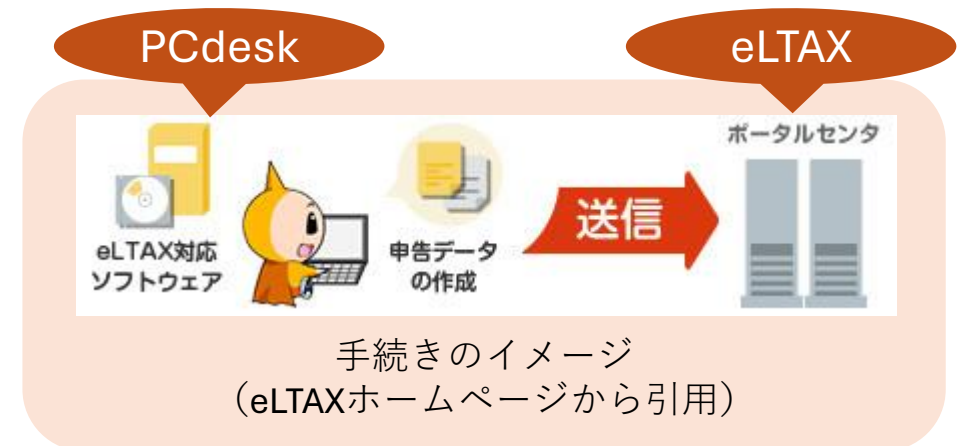 PCdesk
eLTAX
ポータルセンタ
eLTAX対応
ソフトウェア
申告データ
の作成
送信
手続きのイメージ
（eLTAXホームページから引用）